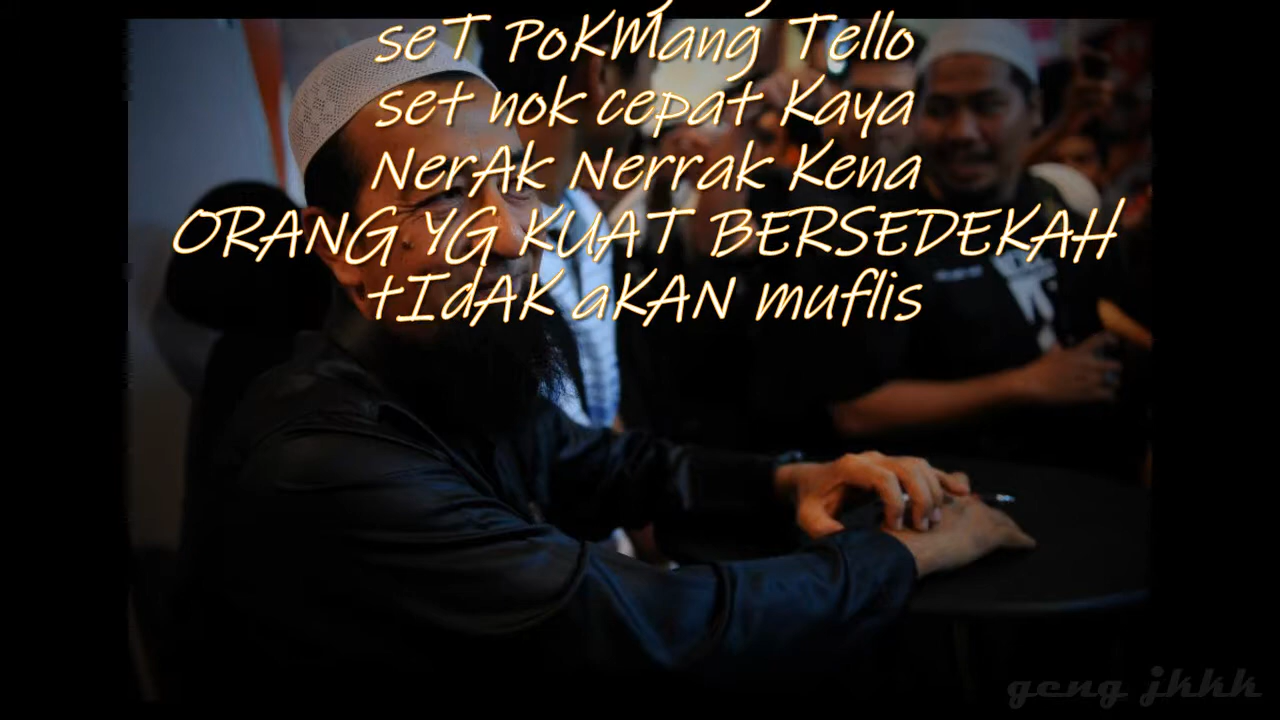 seT PoKMang Tello
set nok cepat Kaya
NerAk Nerrak Kena
ORANG YG KUAT BERSEDEKAH
tIdAK aKAN muflis
geng jkkk